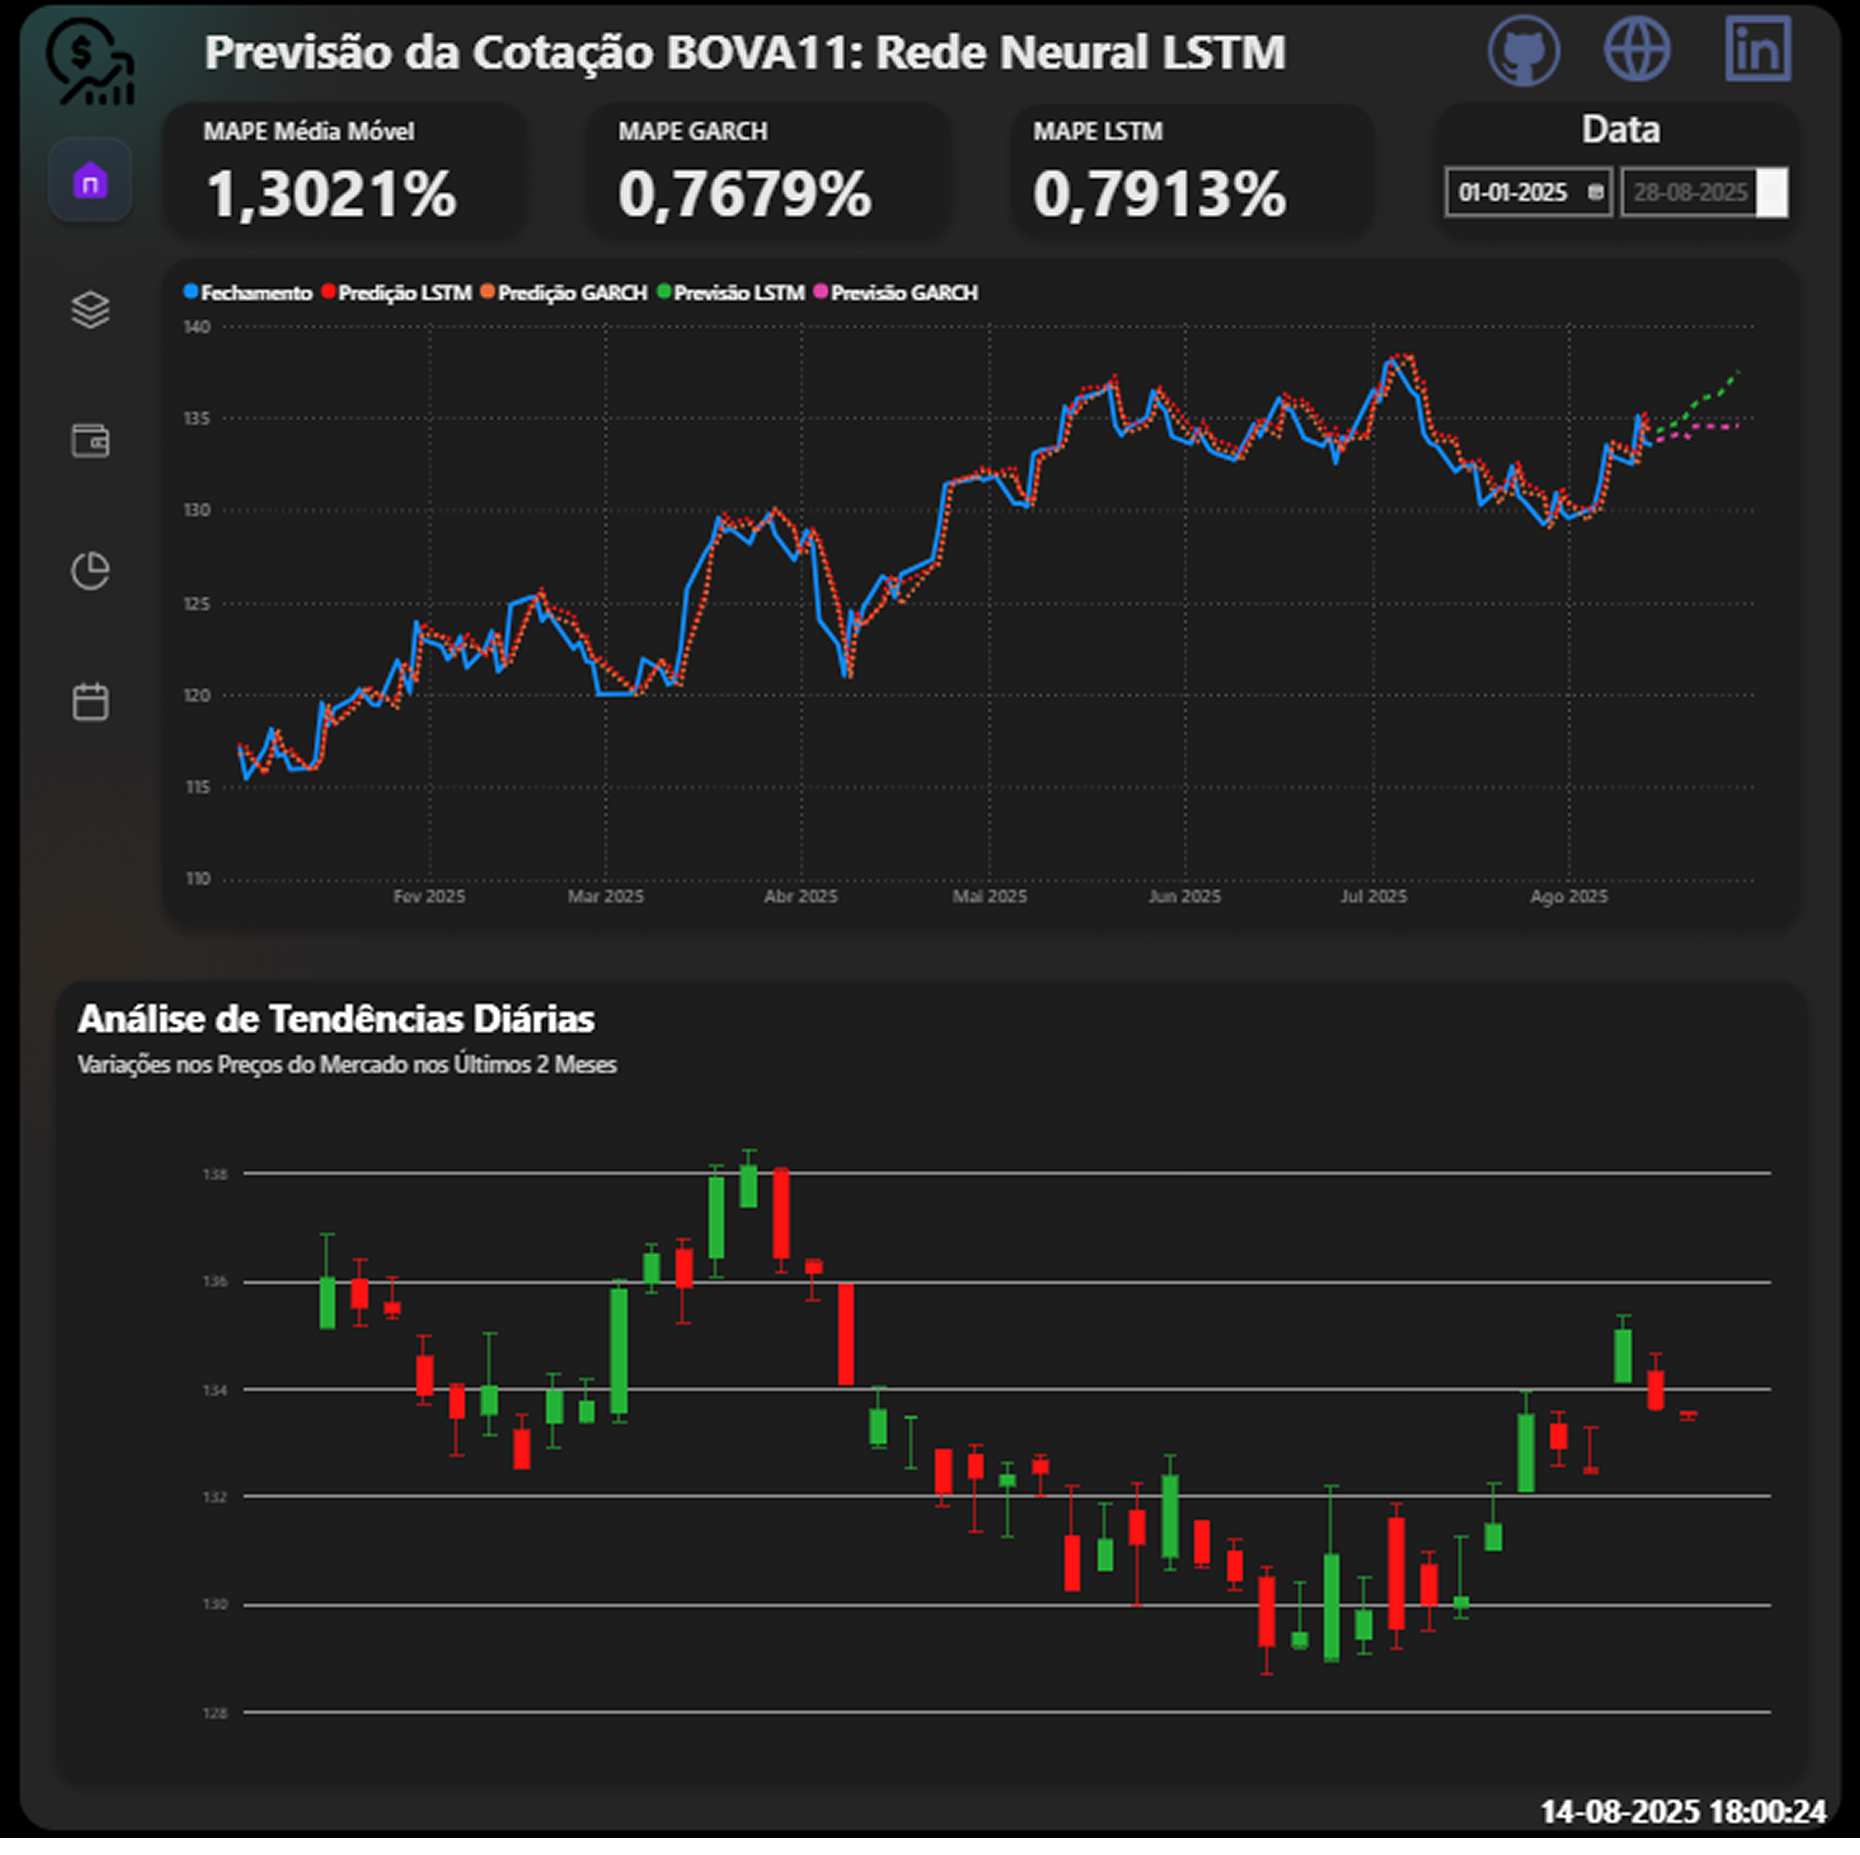 Previsão da Cotação BOVA11: Rede Neural LSTM
MAPE Média Móvel
1,3021%
MAPE GARCH
0,7679%
MAPE LSTM
0,7913%
Data
01-01-2025
28-08-2025
Fechamento Predição LSTM Predição GARCH Previsão LSTM Previsão GARCH
140
135
130
125
120
115
110
Fev 2025 Mar 2025 Abr 2025 Mai 2025 Jun 2025 Jul 2025 Ago 2025
Análise de Tendências Diárias
Variações nos Preços do Mercado nos Últimos 2 Meses
138
136
134
132
130
128
14-08-2025 18:00:24